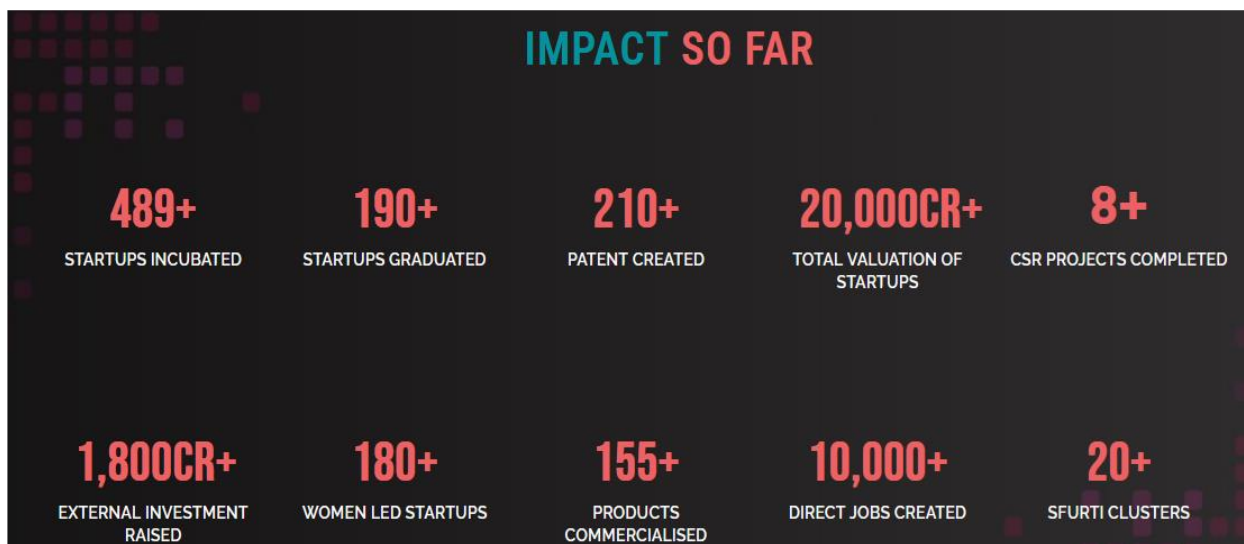 IMPACT SO FAR
489+
STARTUPS INCUBATED
190+
STARTUPS GRADUATED
210+
PATENT CREATED
20,000CR+
TOTAL VALUATION OF
STARTUPS
8+
CSR PROJECTS COMPLETED
1,800CR+
EXTERNAL INVESTMENT
RAISED
180+
WOMEN LED STARTUPS
155+
PRODUCTS
COMMERCIALISED
10,000+
DIRECT JOBS CREATED
20+
SFURTI CLUSTERS